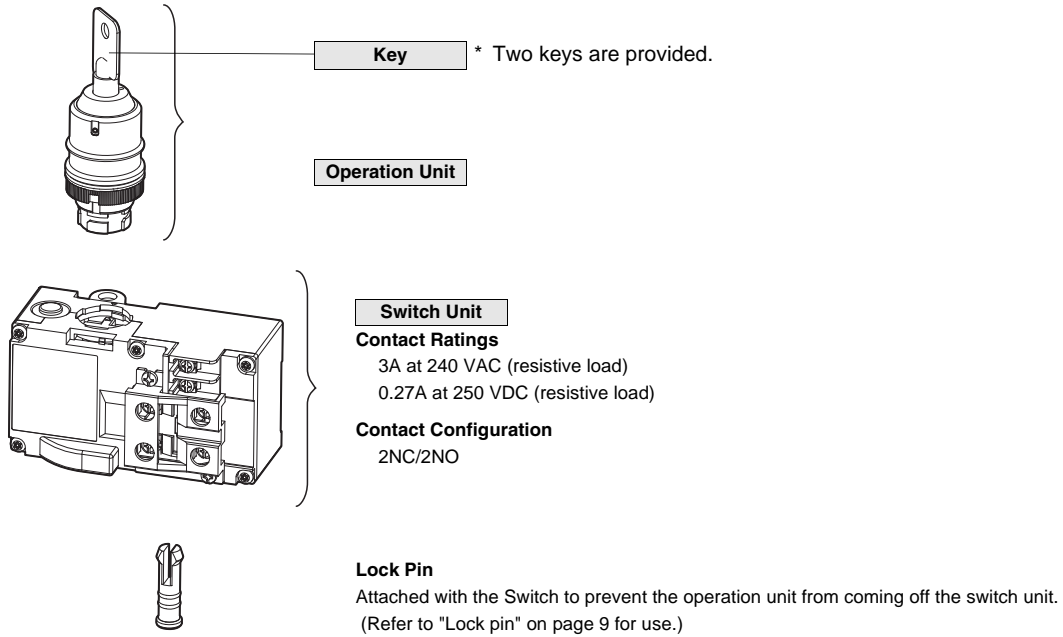 Key * Two keys are provided.
Operation Unit
Switch Unit
Contact Ratings
3A at 240 VAC (resistive load)
0.27A at 250 VDC (resistive load)
Contact Configuration
2NC/2NO
Lock Pin
Attached with the Switch to prevent the operation unit from coming off the switch unit.
(Refer to "Lock pin" on page 9 for use.)